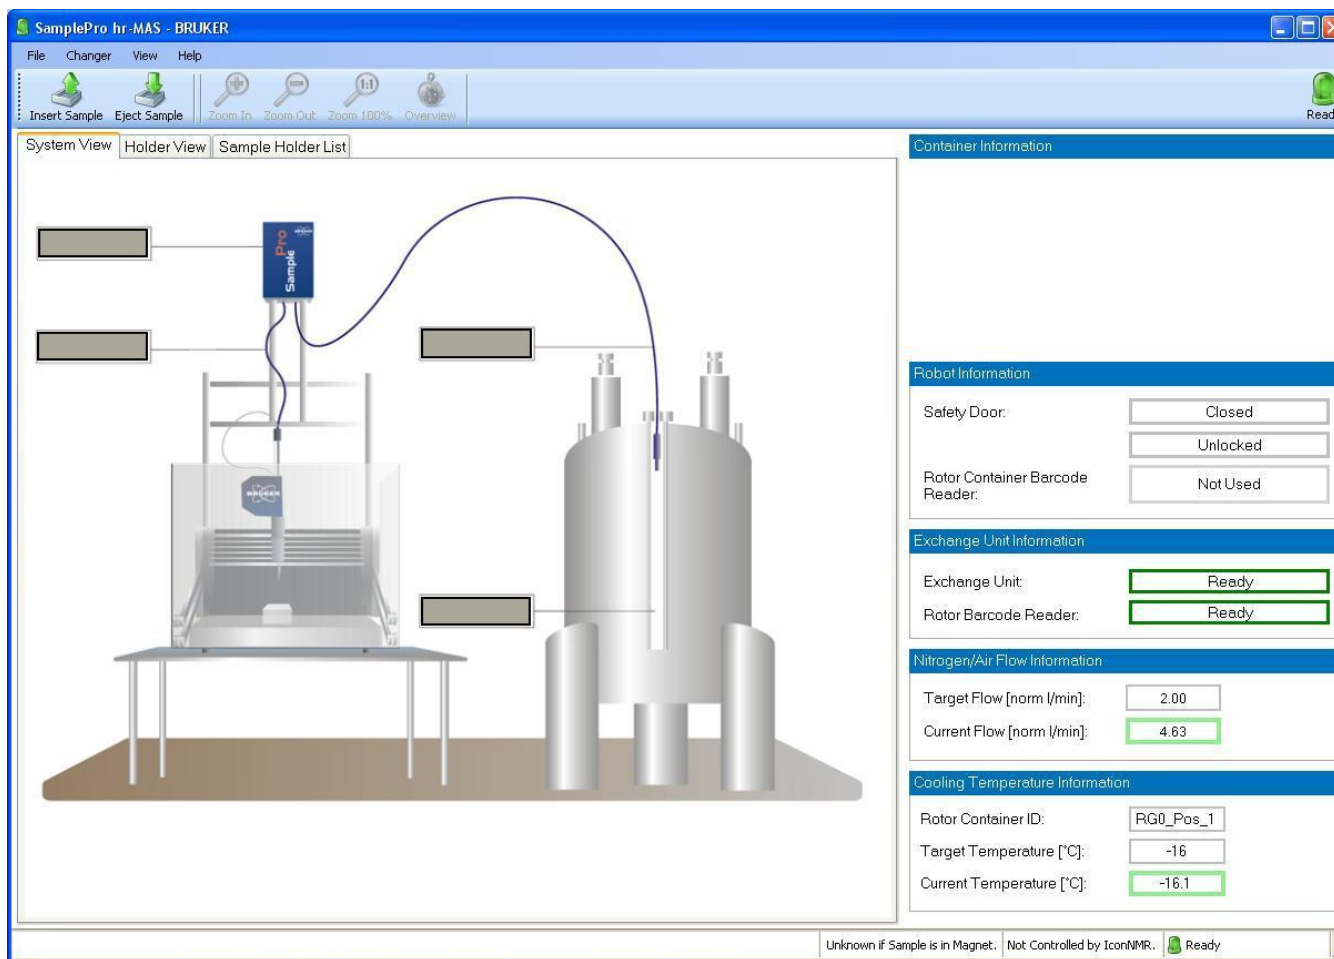 SamplePro hr-MAS - BRUKER
File Changer View Help
Insert Sample Eject Sample Zoom In Zoom Out Zoom 100% Overview
1:1
Read
System View Holder View Sample Holder List
Container Information
Sample Pro
BRUKER
Robot Information
Safety Door: Closed
Unlocked
Rotor Container Barcode
Reader:
Not Used
Exchange Unit Information
Exchange Unit: Ready
Rotor Barcode Reader: Ready
Nitrogen/Air Flow Information
Target Flow [norm l/min]: 2.00
Current Flow [norm l/min]: 4.63
Cooling Temperature Information
Rotor Container ID: RG0_Pos_1
Target Temperature [°C]: -16
Current Temperature [°C]: -16.1
Unknown if Sample is in Magnet. Not Controlled by IconNMR. Ready